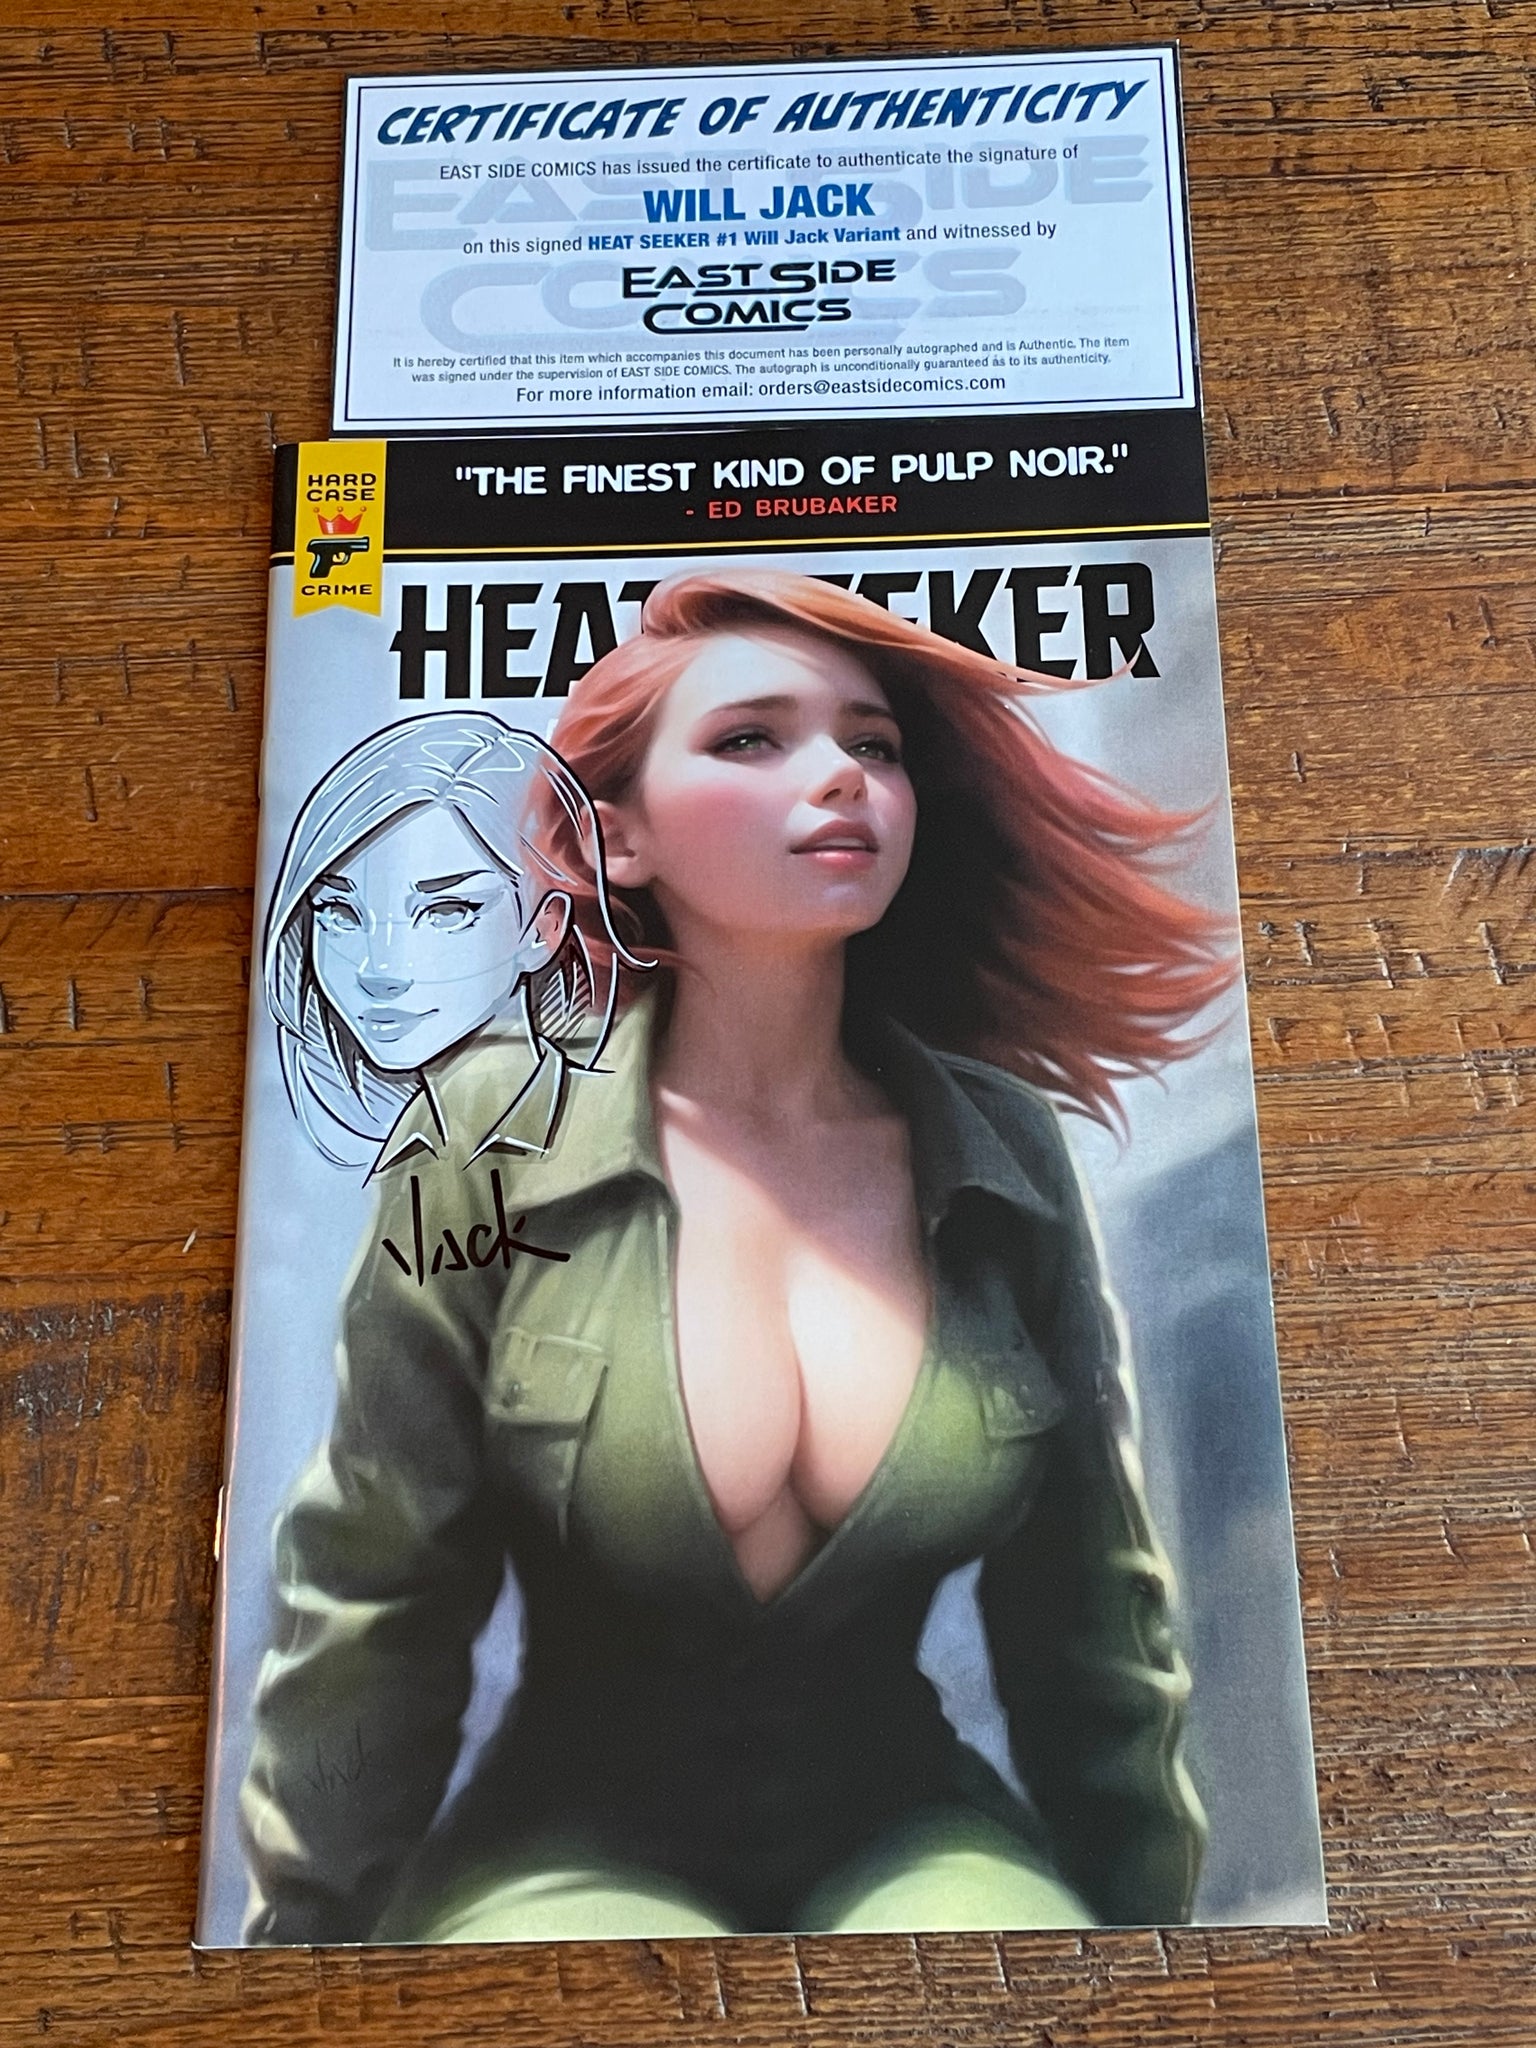 CERTIFICATE OF AUTHENTICITY
EAST SIDE COMICS has issued the certificate to authenticate the signature of
WILL JACK
on this signed HEAT SEEKER #1 Will Jack Variant and witnessed by
EAST SIDE
COMICS
It is hereby certified that this item which accompanies this document has been personally autographed and is Authentic. The item
was signed under the supervision of EAST SIDE COMICS. The autograph is unconditionally guaranteed as to its authenticity.
For more information email: orders@eastsidecomics.com
HARD
CASE
CRIME
"THE FINEST KIND OF PULP NOIR."
- ED BRUBAKER
HEAT SEEKER
Jack
Jack